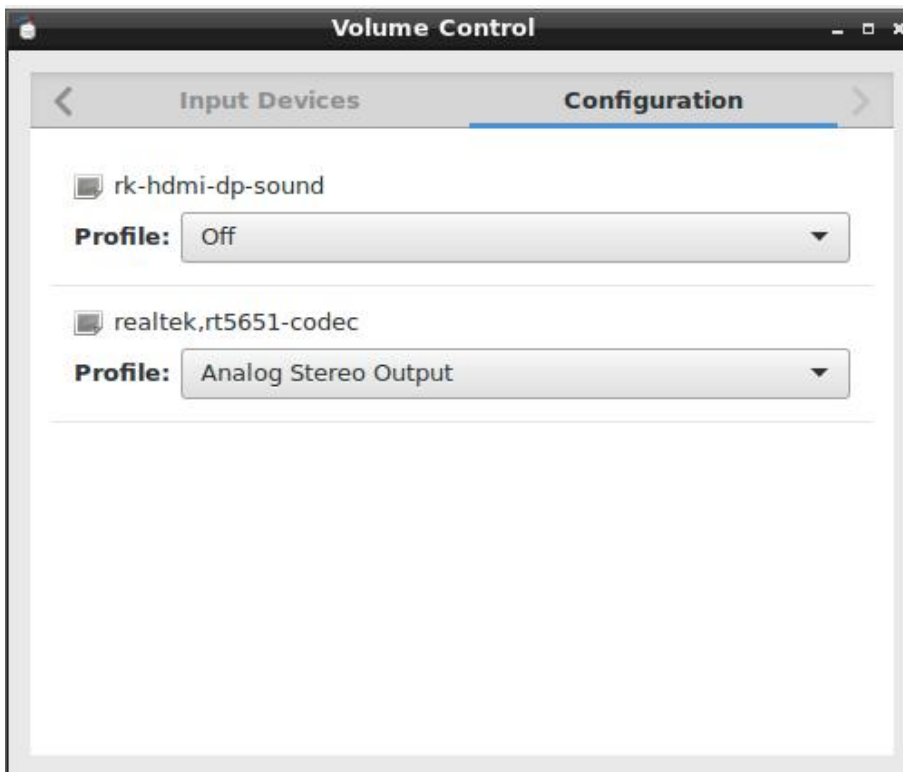 Volume Control
Input Devices Configuration
rk-hdmi-dp-sound
Profile: Off
realtek,rt5651-codec
Profile: Analog Stereo Output